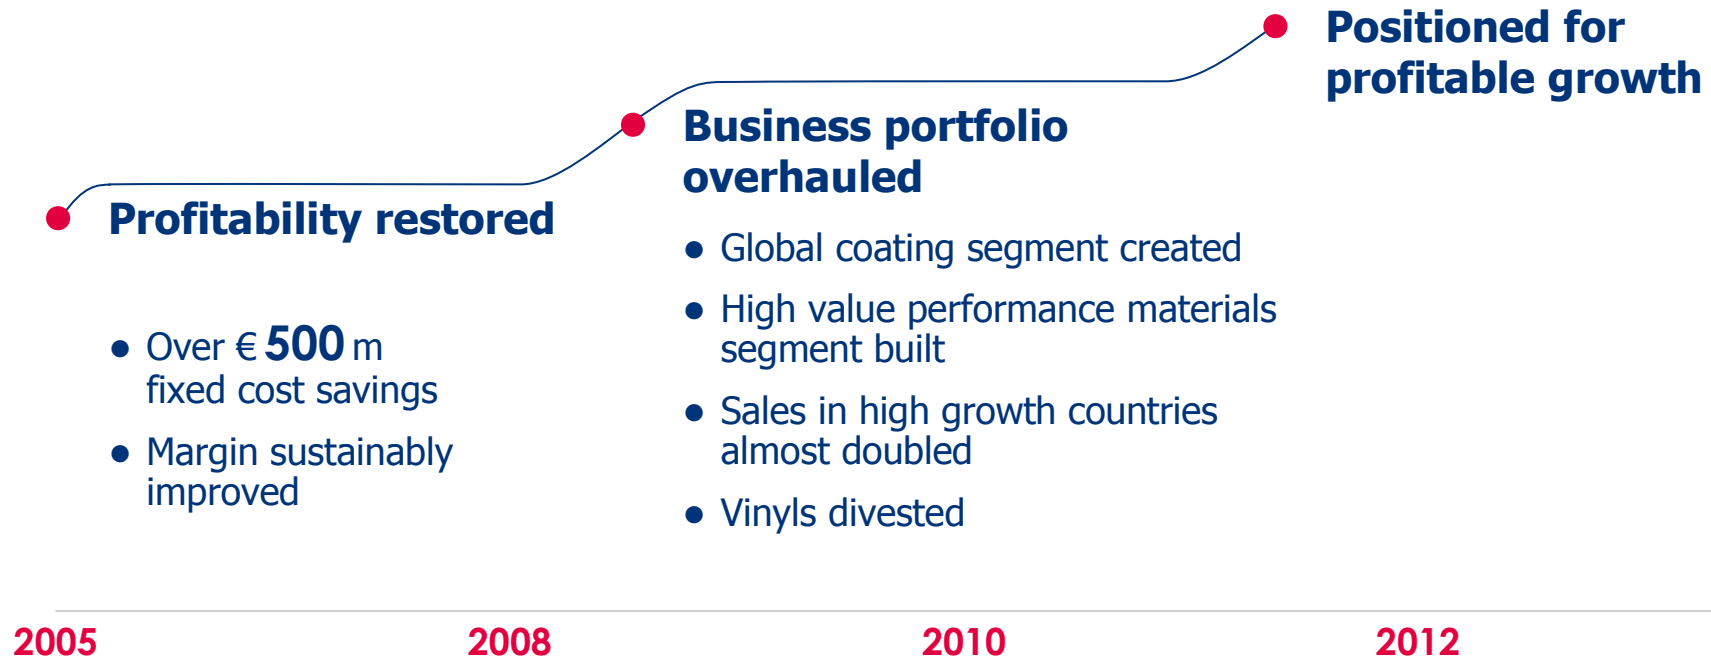 Profitability restored
● Over € 500 m
fixed cost savings
● Margin sustainably
improved
Business portfolio
overhauled
● Global coating segment created
● High value performance materials
segment built
● Sales in high growth countries
almost doubled
● Vinyls divested
Positioned for
profitable growth
2005
2008
2010
2012